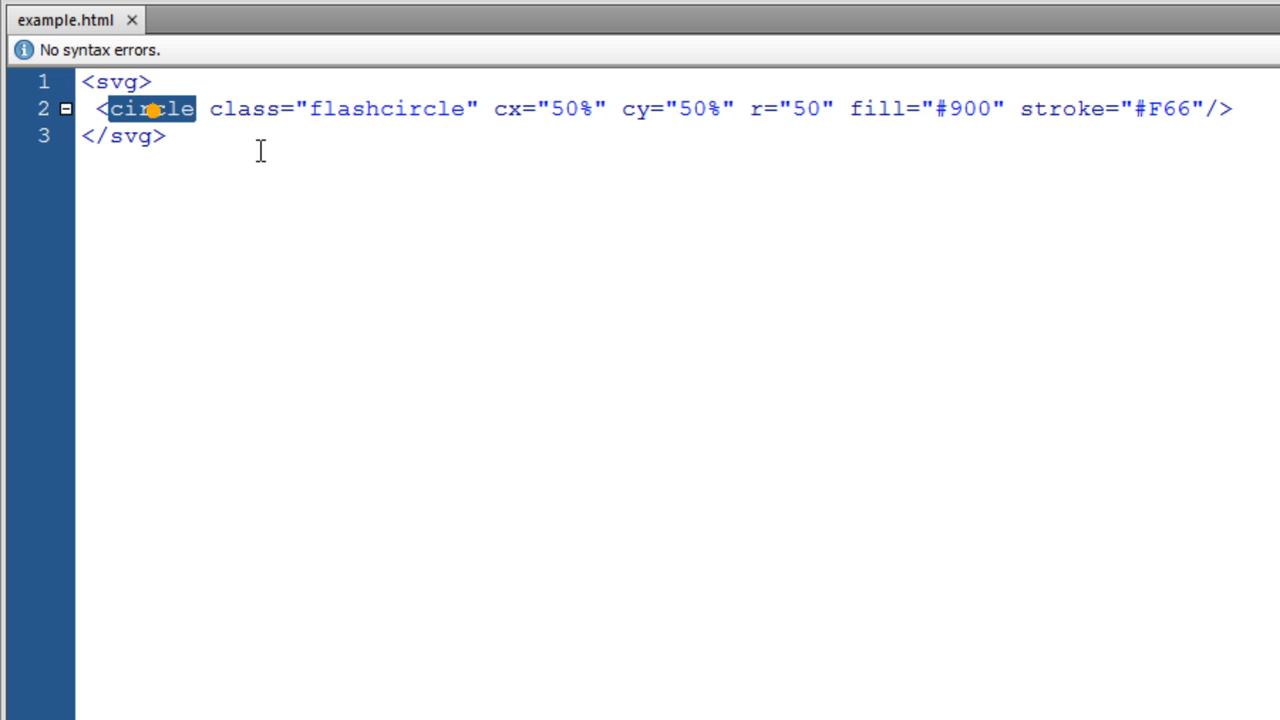 example.html ×
No syntax errors.
1 <svg>
2 <circle class="flashcircle" cx="50%" cy="50%" r="50" fill="#900" stroke="#F66"/>
3 </svg>